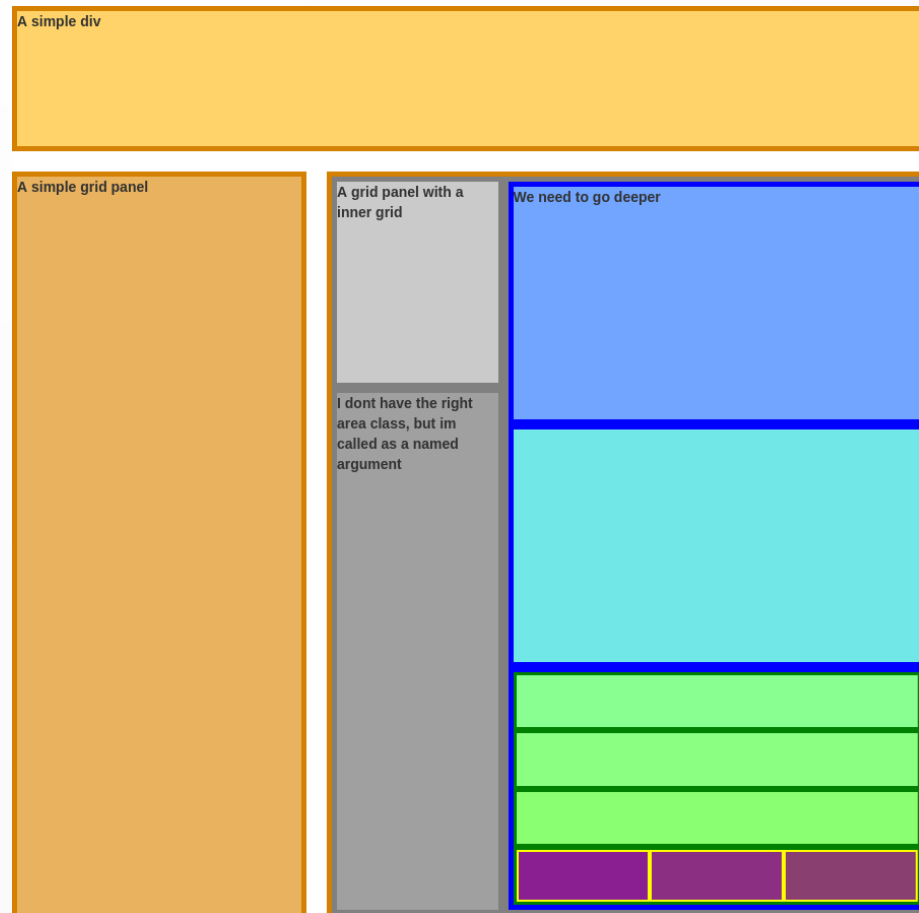 A simple div
A simple grid panel
A grid panel with a
inner grid
We need to go deeper
I dont have the right
area class, but im
called as a named
argument